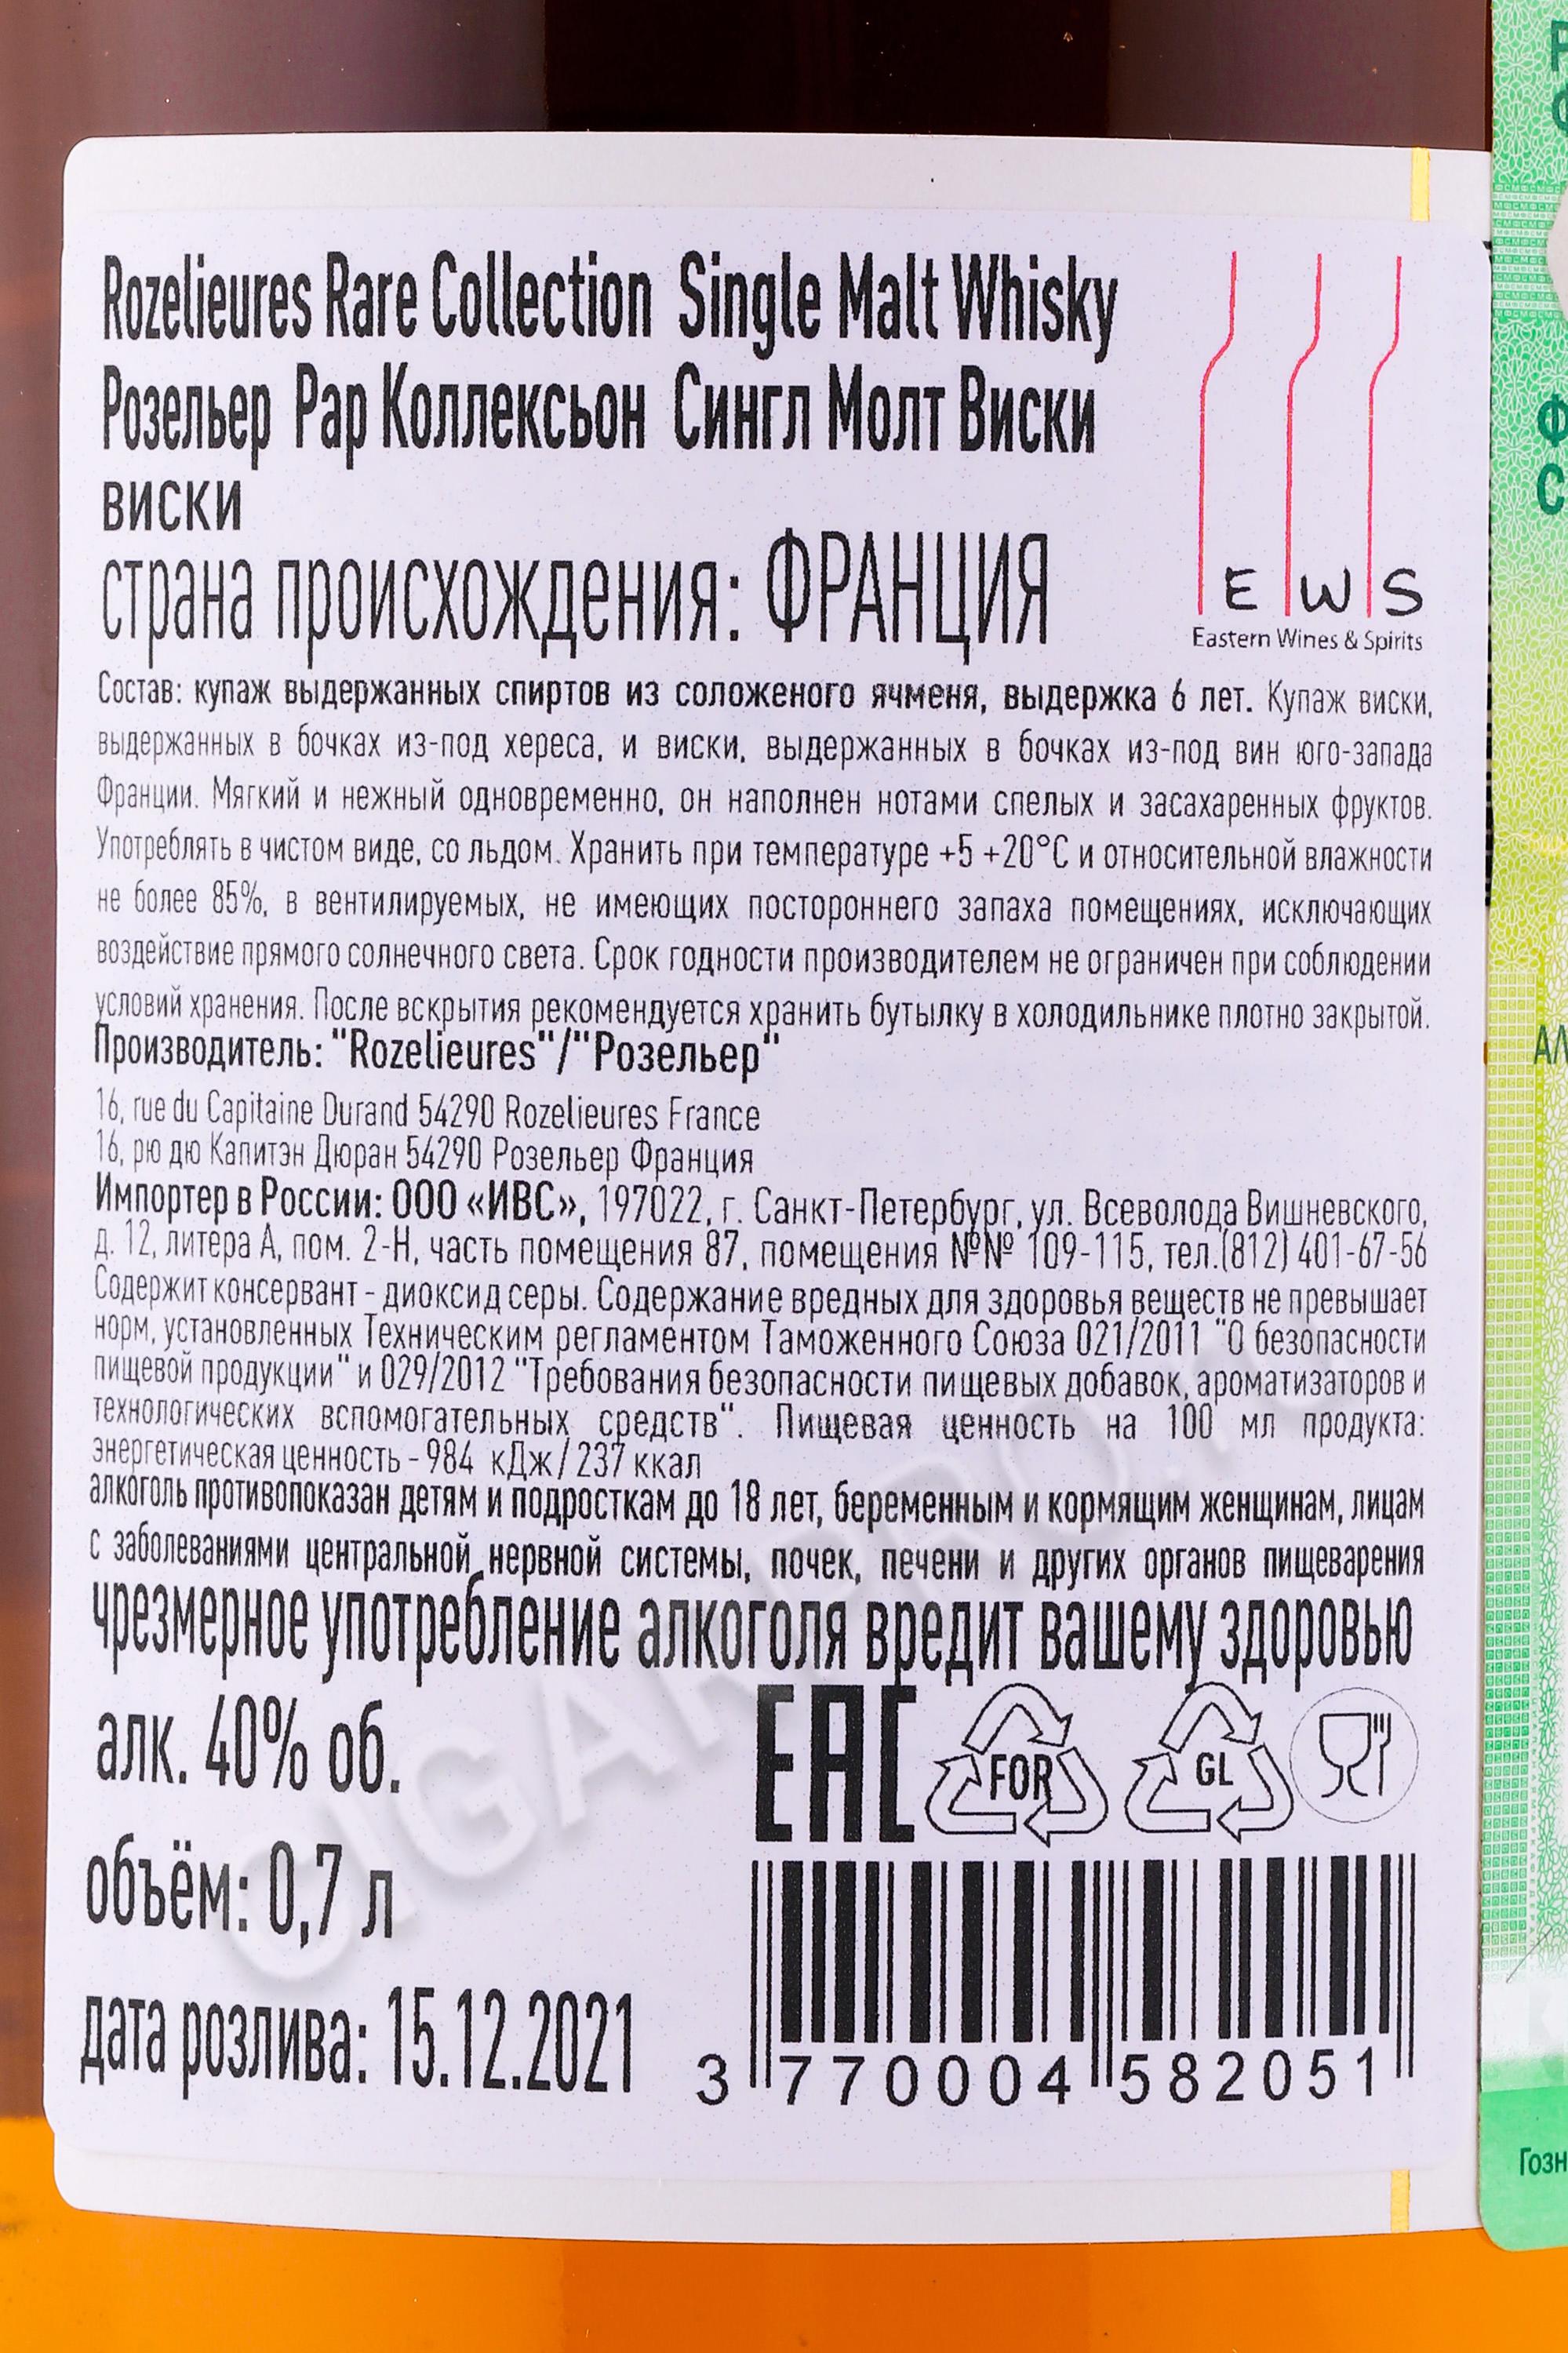 Rozelieures Rare Collection Single Malt Whisky
Розельер Рар Коллексьон Сингл Молт Виски
виски
страна происхождения: ФРАНЦИЯ
E W S
Eastern Wines & Spirits
Состав: купаж выдержанных спиртов из соложеного ячменя, выдержка 6 лет. Купаж виски,
выдержанных в бочках из-под хереса, и виски, выдержанных в бочках из-под вин юго-запада
Франции. Мягкий и нежный одновременно, он наполнен нотами спелых и засахаренных фруктов.
Употреблять в чистом виде, со льдом. Хранить при температуре +5 +20°С и относительной влажности
не более 85%, в вентилируемых, не имеющих постороннего запаха помещениях, исключающих
воздействие прямого солнечного света. Срок годности производителем не ограничен при соблюдении
условий хранения. После вскрытия рекомендуется хранить бутылку в холодильнике плотно закрытой.
Производитель: "Rozelieures"/"Розельер"
16, rue du Capitaine Durand 54290 Rozelieures France
16, рю дю Капитэн Дюран 54290 Розельер Франция
Импортер в России: ООО «ИВС», 197022, г. Санкт-Петербург, ул. Всеволода Вишневского,
д. 12, литера А, пом. 2-Н, часть помещения 87, помещения №№ 109-115, тел.(812) 401-67-56
Содержит консервант - диоксид серы. Содержание вредных для здоровья веществ не превышает
норм, установленных Техническим регламентом Таможенного Союза 021/2011 "О безопасности
пищевой продукции" и 029/2012 "Требования безопасности пищевых добавок, ароматизаторов и
технологических вспомогательных средств". Пищевая ценность на 100 мл продукта:
энергетическая ценность - 984 кДж/ 237 ккал
алкоголь противопоказан детям и подросткам до 18 лет, беременным и кормящим женщинам, лицам
с заболеваниями центральной нервной системы, почек, печени и других органов пищеварения
чрезмерное употребление алкоголя вредит вашему здоровью
алк. 40% об.
EAC FOR GL
объём: 0,7 л
дата розлива: 15.12.2021
3 770004 582051
CIGARPRO.RU